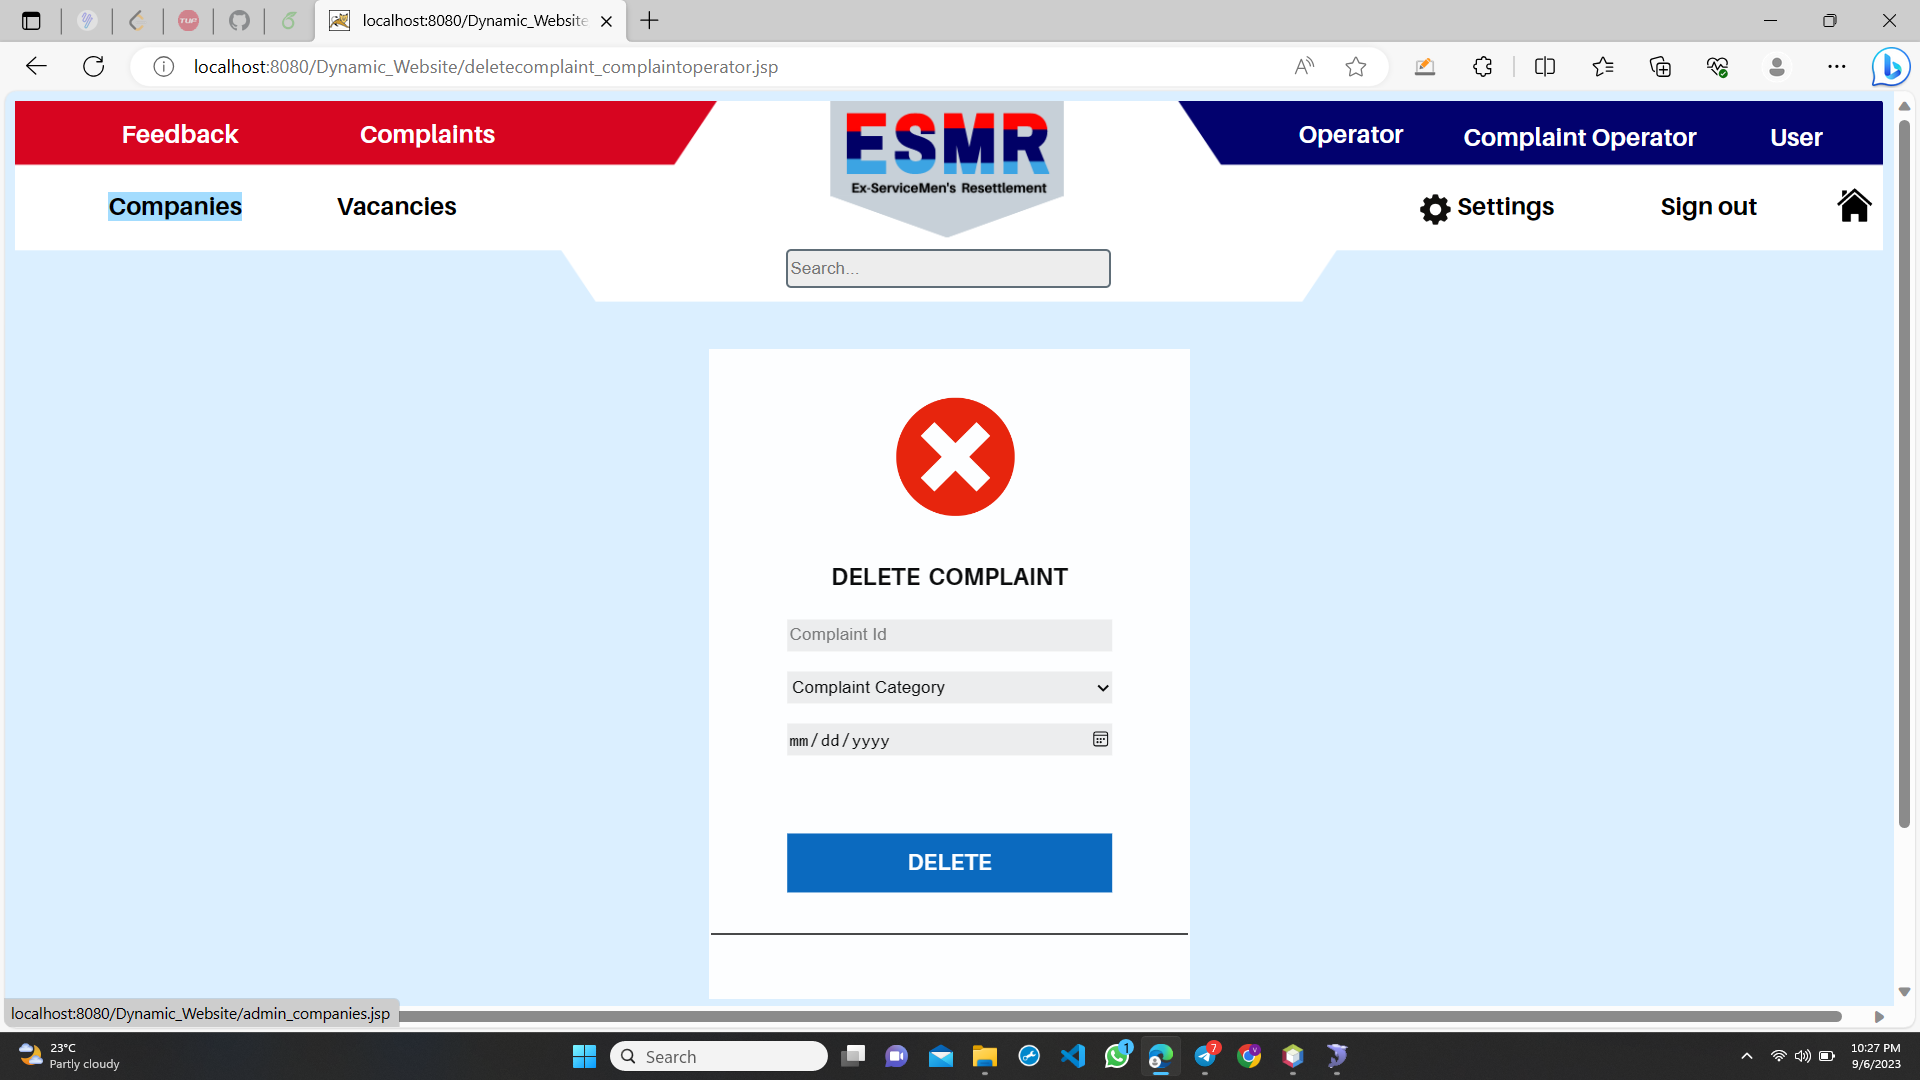 localhost:8080/Dynamic_Website
localhost:8080/Dynamic_Website/deletecomplaint_complaintoperator.jsp
Feedback
Complaints
ESMR
Ex-ServiceMen's Resettlement
Operator
Complaint Operator
User
Companies
Vacancies
Settings
Sign out
Search...
DELETE COMPLAINT
Complaint Id
Complaint Category
mm/dd/yyyy
DELETE
localhost:8080/Dynamic_Website/admin_companies.jsp
23°C
Partly cloudy
Search
1
7
10:27 PM
9/6/2023